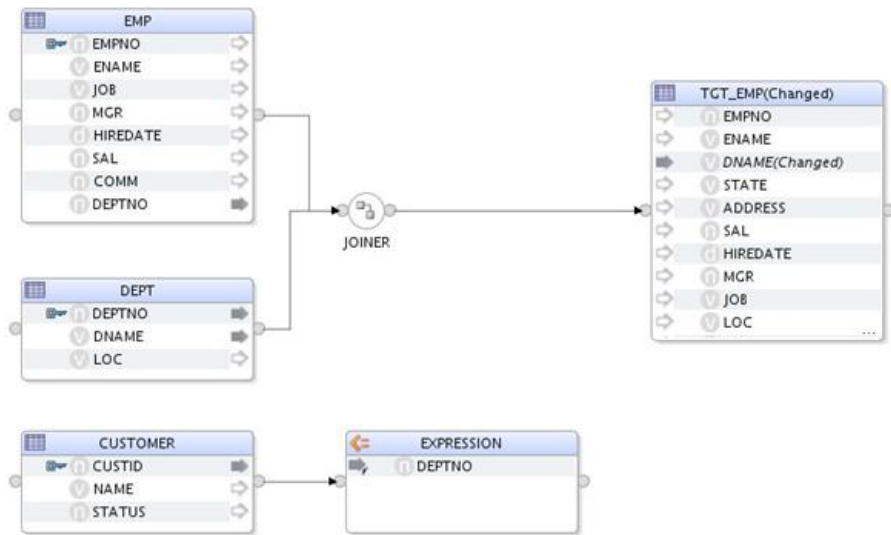 EMP
n EMPNO
v ENAME
v JOB
n MGR
d HIREDATE
n SAL
n COMM
n DEPTNO
JOINER
TGT_EMP(Changed)
n EMPNO
v ENAME
v DNAME(Changed)
v STATE
v ADDRESS
n SAL
d HIREDATE
n MGR
v JOB
v LOC
...
DEPT
n DEPTNO
v DNAME
v LOC
CUSTOMER
n CUSTID
v NAME
n STATUS
EXPRESSION
n DEPTNO